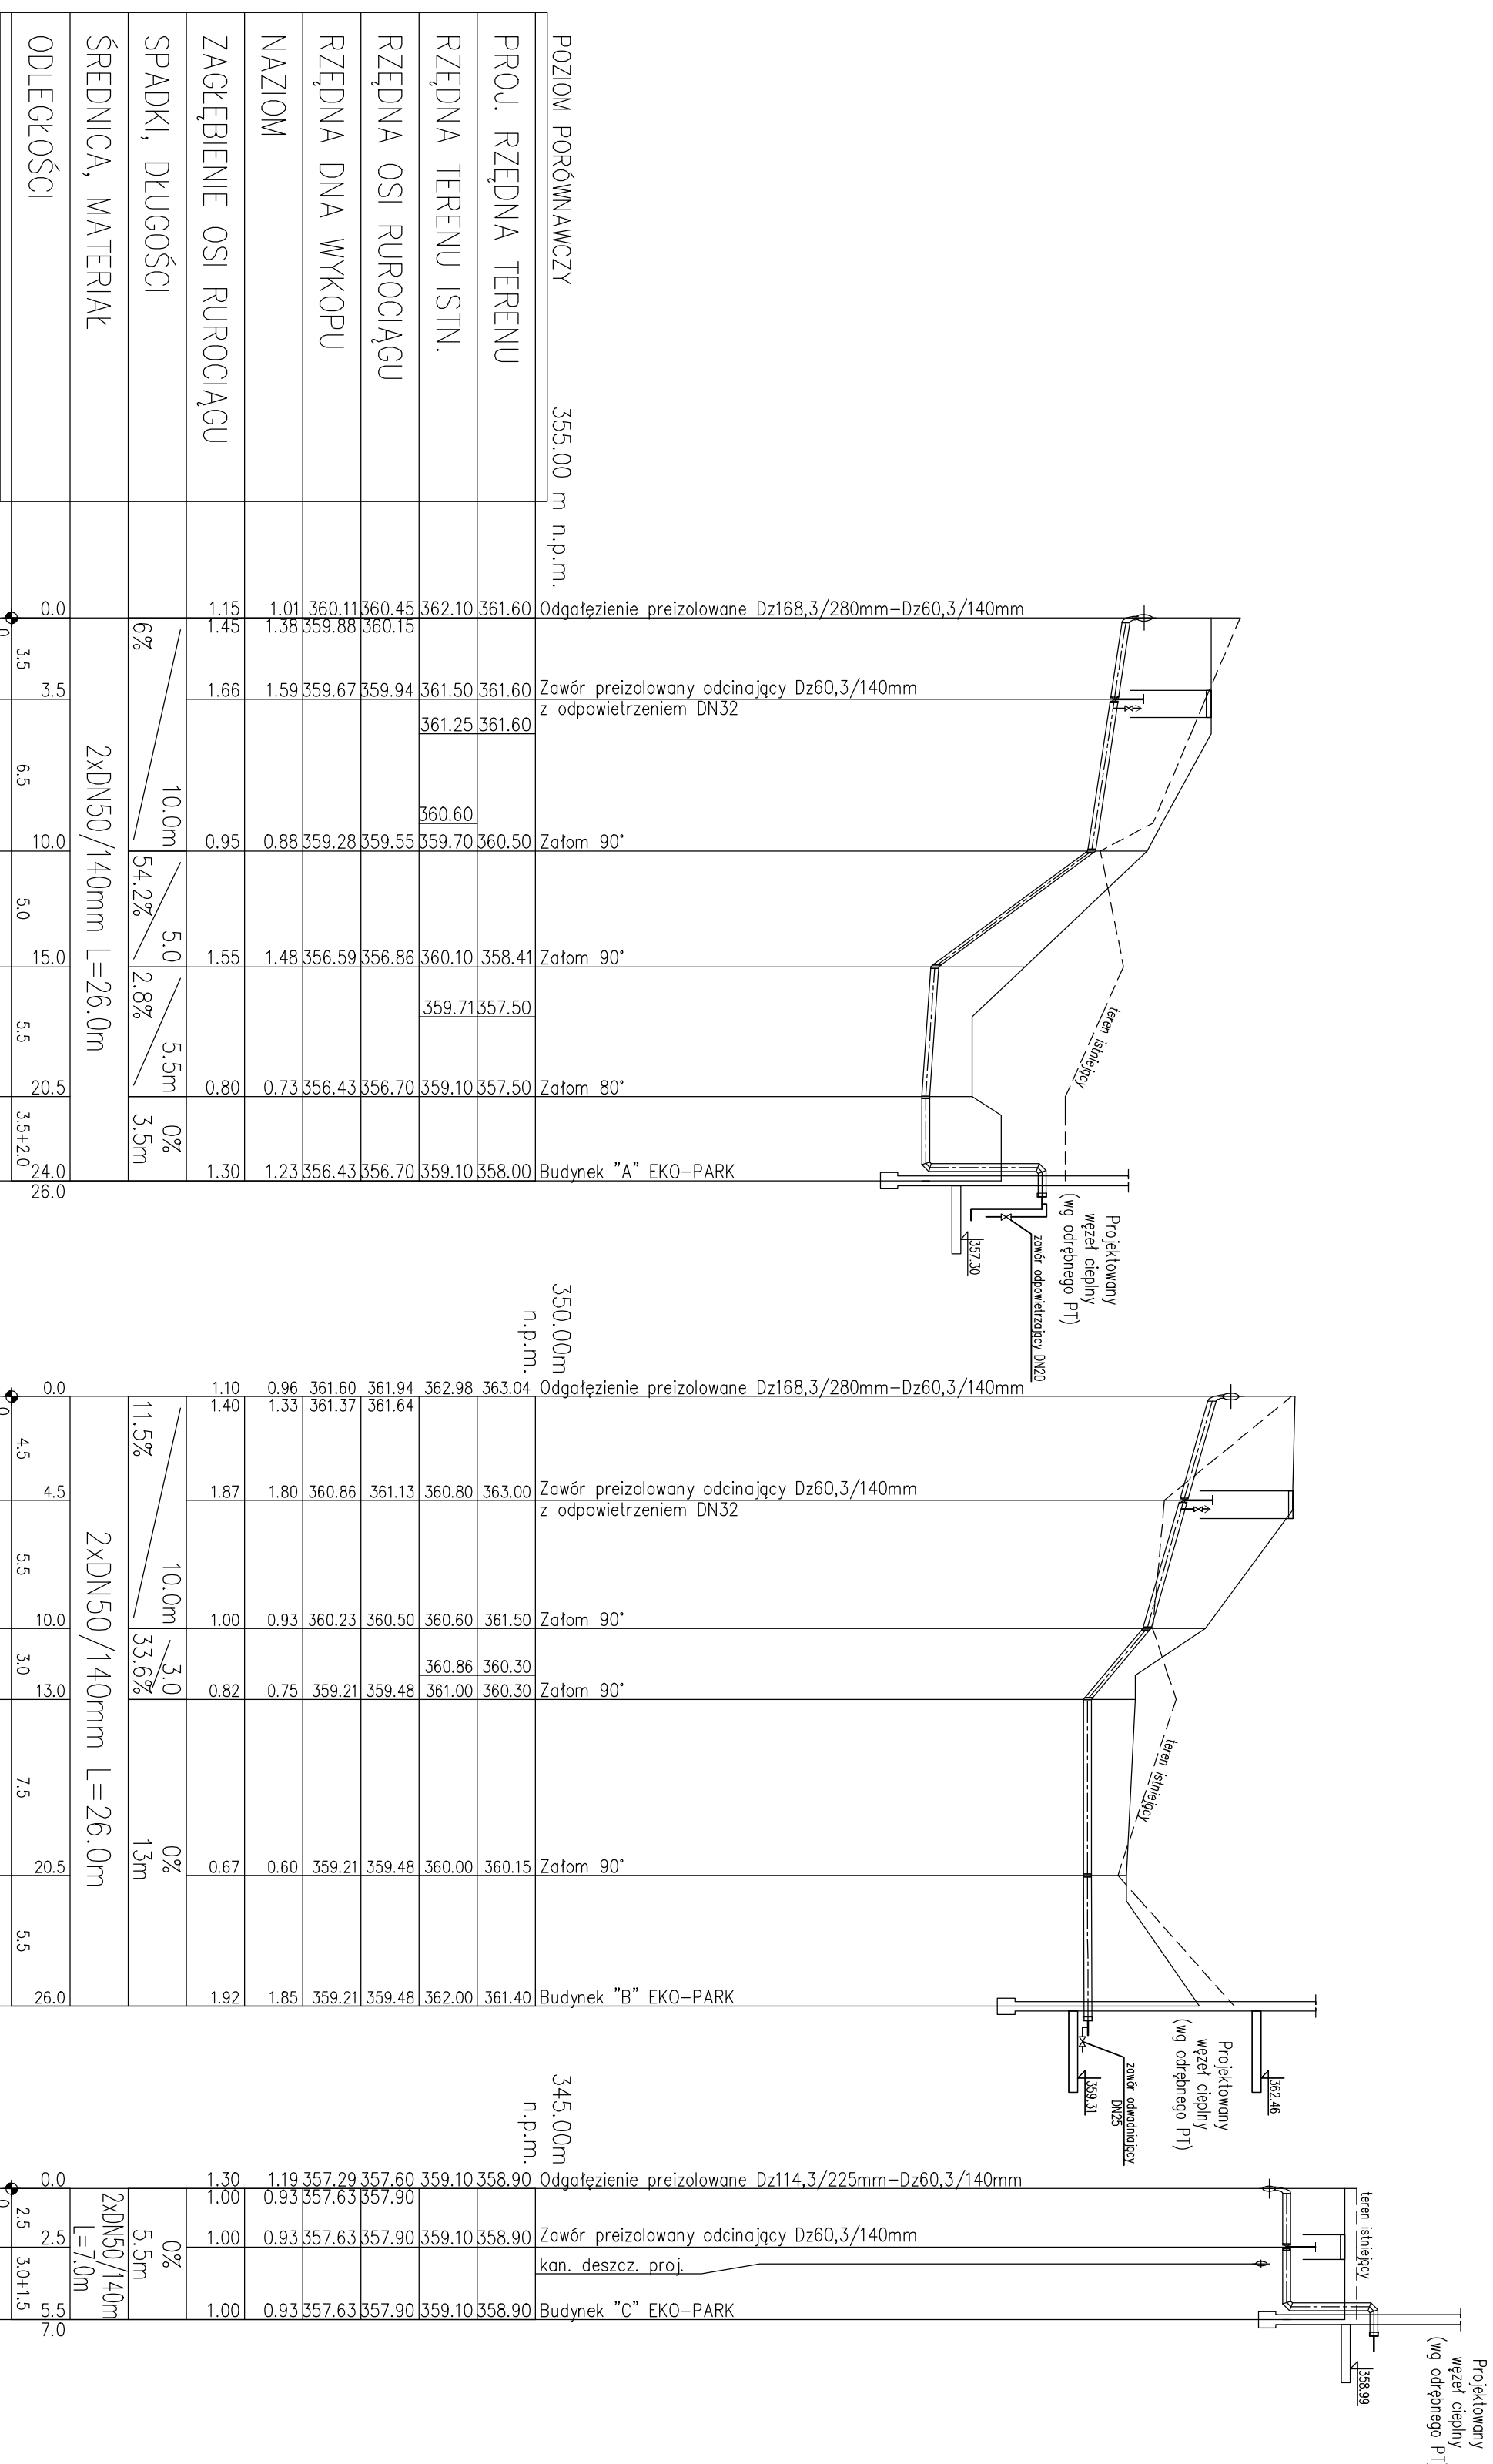 POZIOM PORÓWNAWCZY 355.00 m n.p.m.
PROJ. RZĘDNA TERENU
RZĘDNA TERENU ISTN.
RZĘDNA OSI RUROCIĄGU
RZĘDNA DNA WYKOPU
NAZIOM
ZAGŁĘBIENIE OSI RUROCIĄGU
SPADKI, DŁUGOŚCI
ŚREDNICA, MATERIAŁ
ODLEGŁOŚCI
0.0 1.15 1.01 360.11 360.45 362.10 361.60 Odgałęzienie preizolowane Dz168,3/280mm-Dz60,3/140mm
1.45 1.38 359.88 360.15
3.5 1.66 1.59 359.67 359.94 361.50 361.60 Zawór preizolowany odcinający Dz60,3/140mm
z odpowietrzeniem DN32
361.25 361.60
360.60
10.0 0.95 0.88 359.28 359.55 359.70 360.50 Załom 90°
15.0 1.55 1.48 356.59 356.86 360.10 358.41 Załom 90°
359.71 357.50
20.5 0.80 0.73 356.43 356.70 359.10 357.50 Załom 80°
24.0 1.30 1.23 356.43 356.70 359.10 358.00 Budynek "A" EKO-PARK
26.0
6% 10.0m
54.2% 5.0
2.8% 5.5m
0%
3.5m
2xDN50/140mm L=26.0m
3.5 6.5 5.0 5.5 3.5+2.0
teren istniejący
Projektowany
węzeł cieplny
(wg odrębnego PT)
zawór odpowietrzający DN20
357.30
350.00m
n.p.m.
0.0 1.10 0.96 361.60 361.94 362.98 363.04 Odgałęzienie preizolowane Dz168,3/280mm-Dz60,3/140mm
1.40 1.33 361.37 361.64
4.5 1.87 1.80 360.86 361.13 360.80 363.00 Zawór preizolowany odcinający Dz60,3/140mm
z odpowietrzeniem DN32
10.0 1.00 0.93 360.23 360.50 360.60 361.50 Załom 90°
360.86 360.30
13.0 0.82 0.75 359.21 359.48 361.00 360.30 Załom 90°
20.5 0.67 0.60 359.21 359.48 360.00 360.15 Załom 90°
26.0 1.92 1.85 359.21 359.48 362.00 361.40 Budynek "B" EKO-PARK
11.5% 10.0m
33.6% 3.0
0%
13m
2xDN50/140mm L=26.0m
4.5 5.5 3.0 7.5 5.5
teren istniejący
362.46
Projektowany
węzeł cieplny
(wg odrębnego PT)
zawór odwadniający
DN25
359.31
345.00m
n.p.m.
0.0 1.30 1.19 357.29 357.60 359.10 358.90 Odgałęzienie preizolowane Dz114,3/225mm-Dz60,3/140mm
1.00 0.93 357.63 357.90
2.5 1.00 0.93 357.63 357.90 359.10 358.90 Zawór preizolowany odcinający Dz60,3/140mm
kan. deszcz. proj.
5.5 1.00 0.93 357.63 357.90 359.10 358.90 Budynek "C" EKO-PARK
7.0
0%
5.5m
2xDN50/140m
L=7.0m
2.5 3.0+1.5
teren istniejący
Projektowany
węzeł cieplny
(wg odrębnego PT
358.99